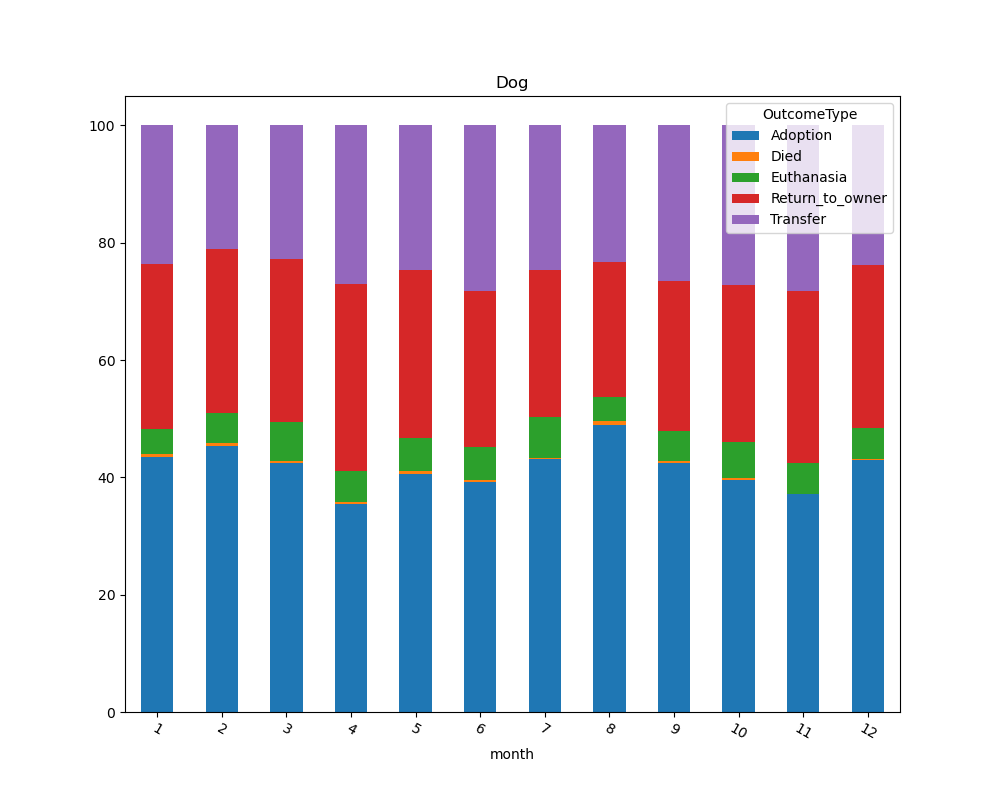 Dog
OutcomeType
Adoption
Died
Euthanasia
Return_to_owner
Transfer
100
80
60
40
20
0
1 2 3 4 5 6 7 8 9 10 11 12
month